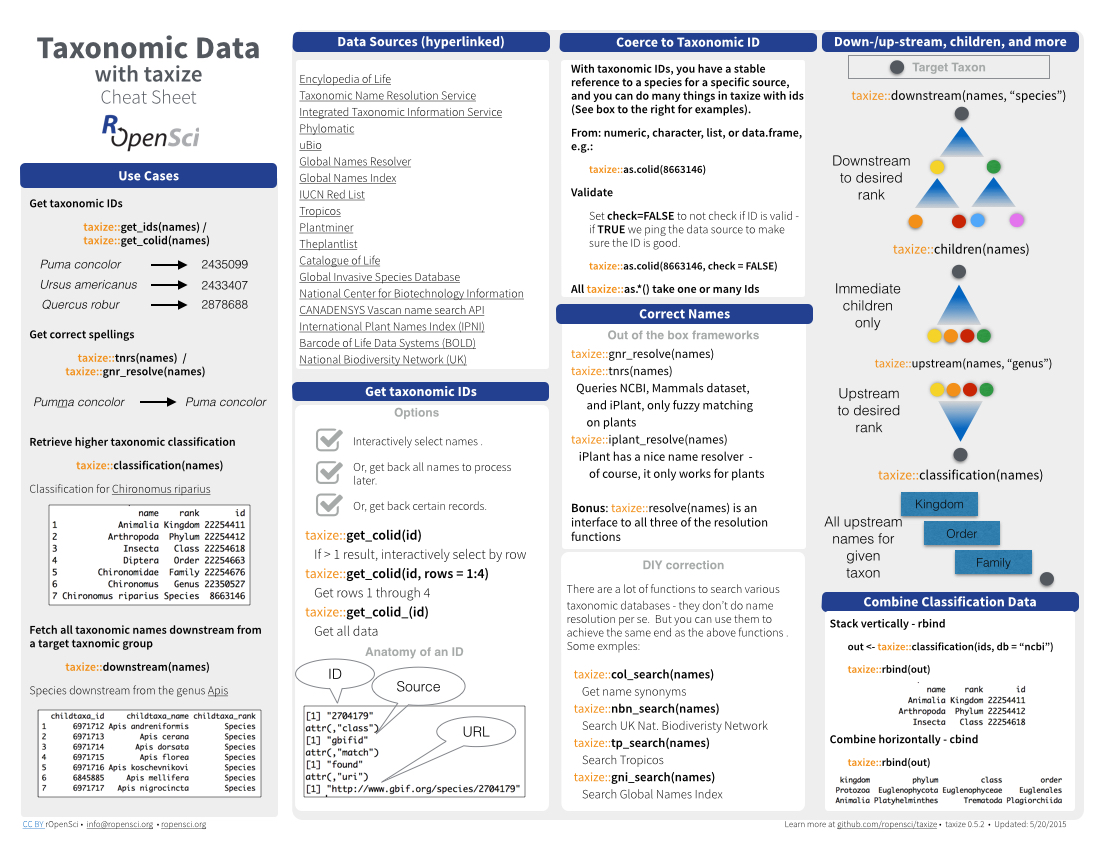 Taxonomic Data
with taxize
Cheat Sheet
ROpenSci
Use Cases
Get taxonomic IDs
taxize::get_ids(names) /
taxize::get_colid(names)
Puma concolor 2435099
Ursus americanus 2433407
Quercus robur 2878688
Get correct spellings
taxize::tnrs(names) /
taxize::gnr_resolve(names)
Pumma concolor Puma concolor
Retrieve higher taxonomic classification
taxize::classification(names)
Classification for Chironomus riparius
name rank id
1 Animalia Kingdom 22254411
2 Arthropoda Phylum 22254412
3 Insecta Class 22254618
4 Diptera Order 22254663
5 Chironomidae Family 22254676
6 Chironomus Genus 22350527
7 Chironomus riparius Species 8663146
Fetch all taxonomic names downstream from
a target taxonomic group
taxize::downstream(names)
Species downstream from the genus Apis
childtaxa_id childtaxa_name childtaxa_rank
1 6971712 Apis andreniformis Species
2 6971713 Apis cerana Species
3 6971714 Apis dorsata Species
4 6971715 Apis florea Species
5 6971716 Apis koschevnikovi Species
6 6845885 Apis mellifera Species
7 6971717 Apis nigrocincta Species
Data Sources (hyperlinked)
Encylopedia of Life
Taxonomic Name Resolution Service
Integrated Taxonomic Information Service
Phylomatic
uBio
Global Names Resolver
Global Names Index
IUCN Red List
Tropicos
Plantminer
Theplantlist
Catalogue of Life
Global Invasive Species Database
National Center for Biotechnology Information
CANADENSYS Vascan name search API
International Plant Names Index (IPNI)
Barcode of Life Data Systems (BOLD)
National Biodiversity Network (UK)
Get taxonomic IDs
Options
Interactively select names .
Or, get back all names to process
later.
Or, get back certain records.
taxize::get_colid(id)
If > 1 result, interactively select by row
taxize::get_colid(id, rows = 1:4)
Get rows 1 through 4
taxize::get_colid_(id)
Get all data
Anatomy of an ID
ID
Source
URL
[1] "2704179"
attr(,"class")
[1] "gbifid"
attr(,"match")
[1] "found"
attr(,"uri")
[1] "http://www.gbif.org/species/2704179"
Coerce to Taxonomic ID
With taxonomic IDs, you have a stable
reference to a species for a specific source,
and you can do many things in taxize with ids
(See box to the right for examples).
From: numeric, character, list, or data.frame,
e.g.:
taxize::as.colid(8663146)
Validate
Set check=FALSE to not check if ID is valid -
if TRUE we ping the data source to make
sure the ID is good.
taxize::as.colid(8663146, check = FALSE)
All taxize::as.*() take one or many Ids
Correct Names
Out of the box frameworks
taxize::gnr_resolve(names)
taxize::tnrs(names)
Queries NCBI, Mammals dataset,
and iPlant, only fuzzy matching
on plants
taxize::iplant_resolve(names)
iPlant has a nice name resolver -
of course, it only works for plants
Bonus: taxize::resolve(names) is an
interface to all three of the resolution
functions
DIY correction
There are a lot of functions to search various
taxonomic databases - they don't do name
resolution per se. But you can use them to
achieve the same end as the above functions .
Some exmples:
taxize::col_search(names)
Get name synonyms
taxize::nbn_search(names)
Search UK Nat. Biodiveristy Network
taxize::tp_search(names)
Search Tropicos
taxize::gni_search(names)
Search Global Names Index
Down-/up-stream, children, and more
Target Taxon
taxize::downstream(names, “species”)
Downstream
to desired
rank
taxize::children(names)
Immediate
children
only
taxize::upstream(names, “genus”)
Upstream
to desired
rank
taxize::classification(names)
All upstream
names for
given
taxon
Kingdom
Order
Family
Combine Classification Data
Stack vertically - rbind
out <- taxize::classification(ids, db = “ncbi”)
taxize::rbind(out)
name rank id
Animalia Kingdom 22254411
Arthropoda Phylum 22254412
Insecta Class 22254618
Combine horizontally - cbind
taxize::rbind(out)
kingdom phylum class order
Protozoa Euglenophycota Euglenophyceae Euglenales
Animalia Platyhelminthes Trematoda Plagiorchiida
CC BY rOpenSci • info@ropensci.org • ropensci.org
Learn more at github.com/ropensci/taxize • taxize 0.5.2 • Updated: 5/20/2015